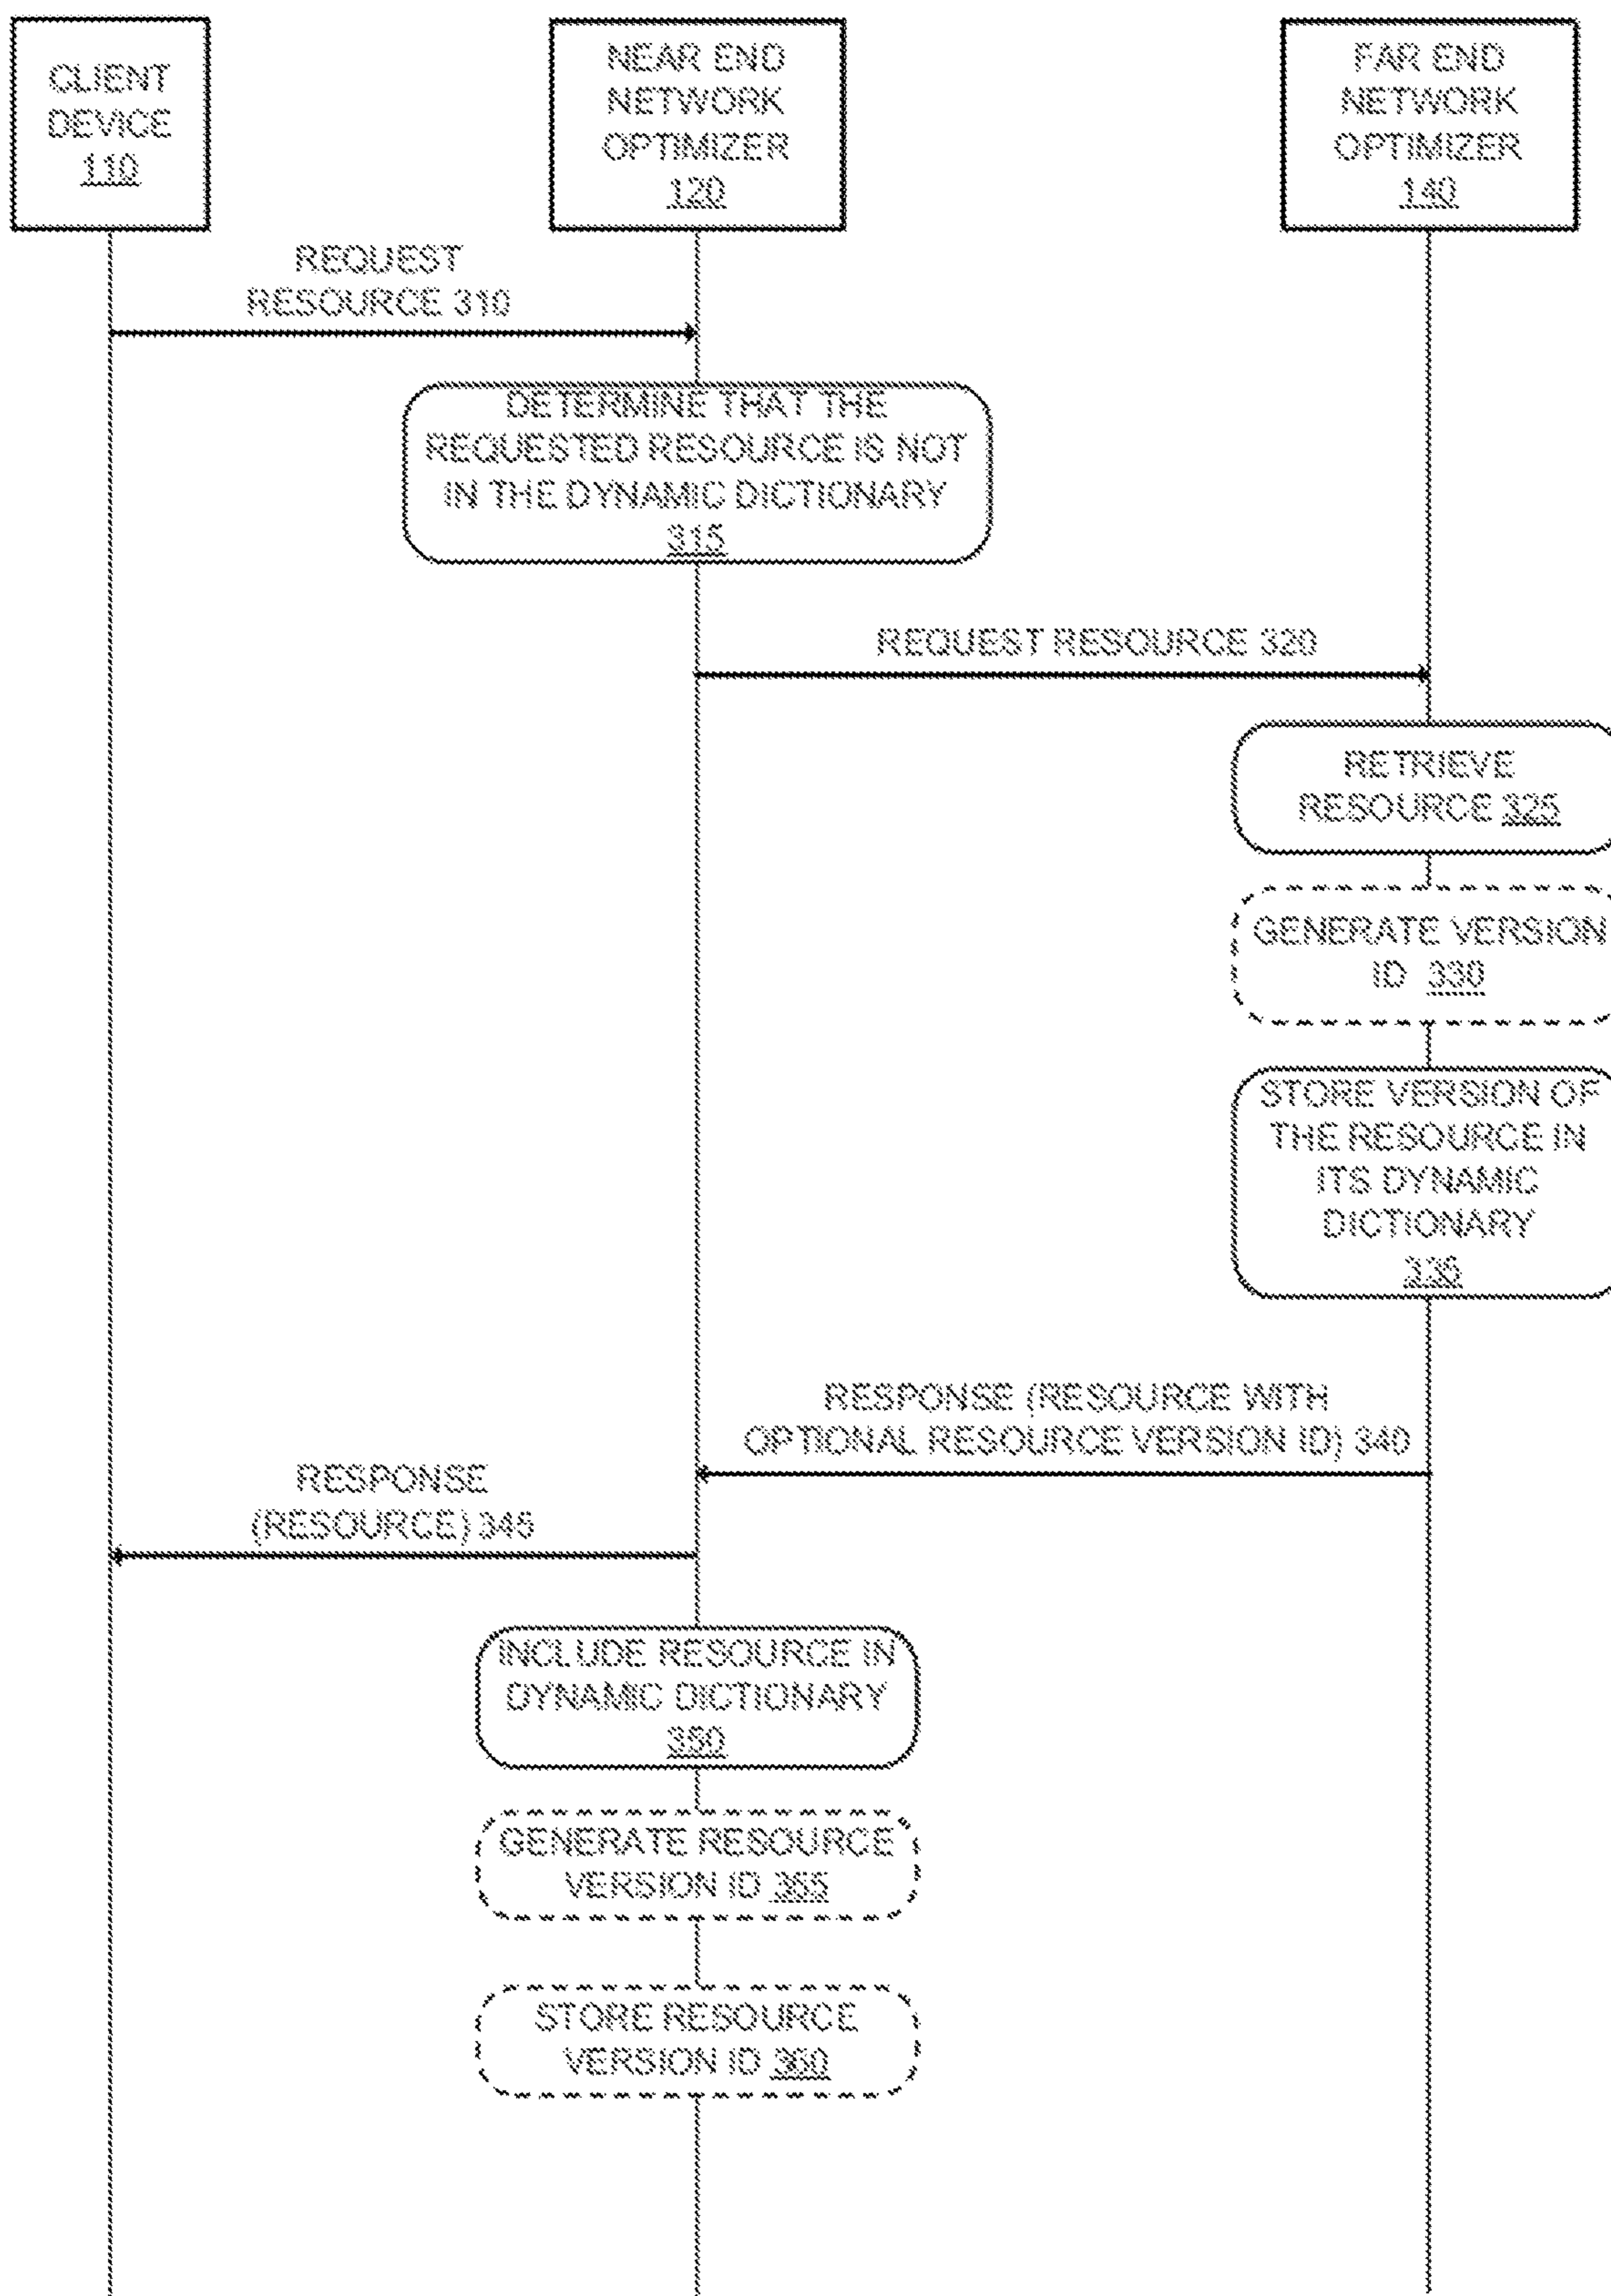 CLIENT
DEVICE
110
NEAR END
NETWORK
OPTIMIZER
120
FAR END
NETWORK
OPTIMIZER
140
REQUEST
RESOURCE 310
DETERMINE THAT THE
REQUESTED RESOURCE IS NOT
IN THE DYNAMIC DICTIONARY
315
REQUEST RESOURCE 320
RETRIEVE
RESOURCE 325
GENERATE VERSION
ID 330
STORE VERSION OF
THE RESOURCE IN
ITS DYNAMIC
DICTIONARY
335
RESPONSE (RESOURCE WITH
OPTIONAL RESOURCE VERSION ID) 340
RESPONSE
(RESOURCE) 345
INCLUDE RESOURCE IN
DYNAMIC DICTIONARY
350
GENERATE RESOURCE
VERSION ID 355
STORE RESOURCE
VERSION ID 360